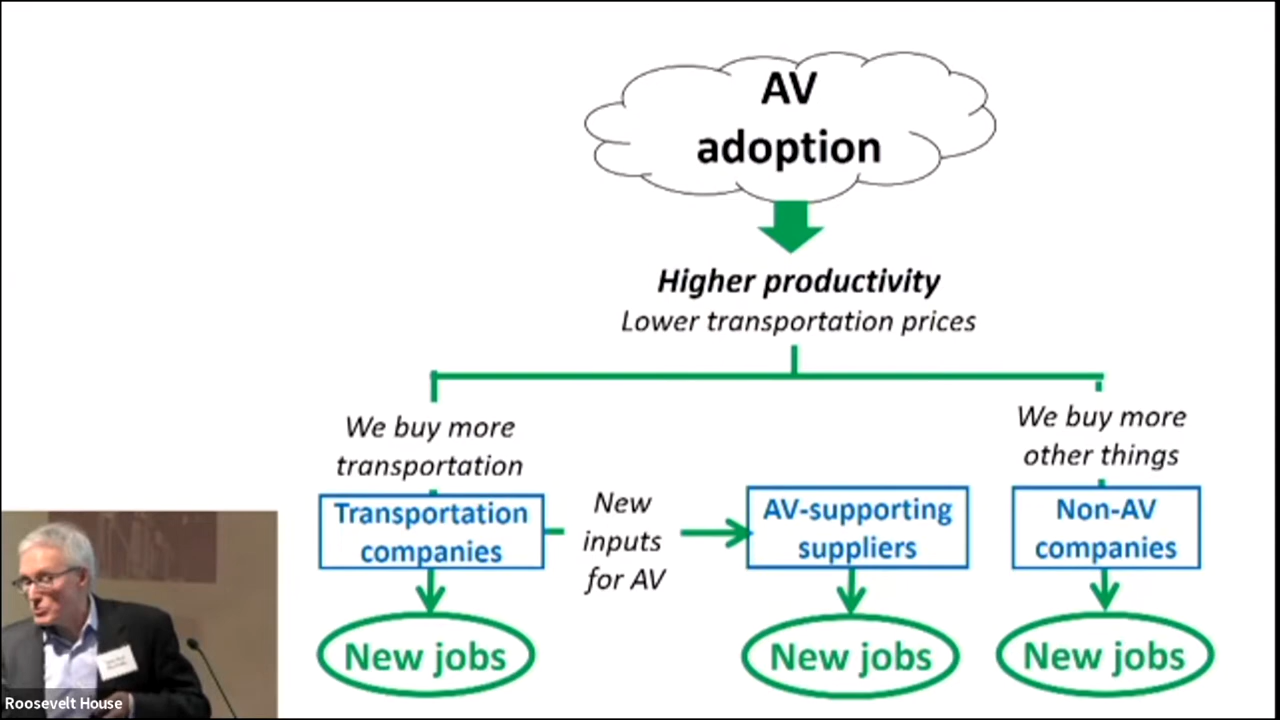 AV
adoption
Higher productivity
Lower transportation prices
We buy more
transportation
We buy more
other things
Transportation
companies
New
inputs
for AV
AV-supporting
suppliers
Non-AV
companies
New jobs
New jobs
New jobs
Roosevelt House